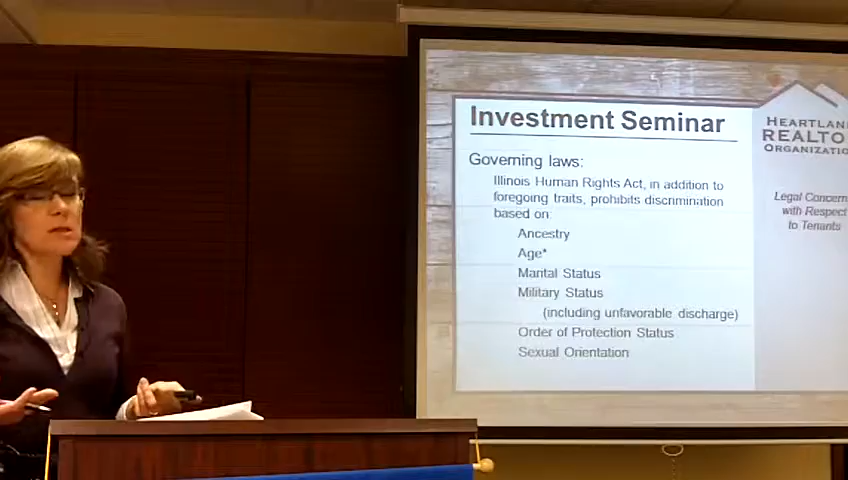 Investment Seminar
Governing laws:
Illinois Human Rights Act, in addition to
foregoing traits, prohibits discrimination
based on:
Ancestry
Age*
Marital Status
Military Status
(including unfavorable discharge)
Order of Protection Status
Sexual Orientation
HEARTLAN
REALTO
ORGANIZATIO
Legal Concern
with Respect
to Tenants